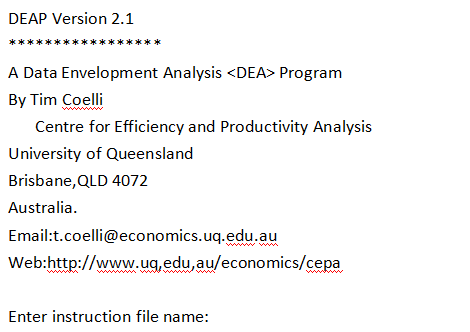 DEAP Version 2.1
*****************
A Data Envelopment Analysis <DEA> Program
By Tim Coelli
Centre for Efficiency and Productivity Analysis
University of Queensland
Brisbane,QLD 4072
Australia.
Email:t.coelli@economics.uq.edu.au
Web:http://www.uq,edu,au/economics/cepa
Enter instruction file name: